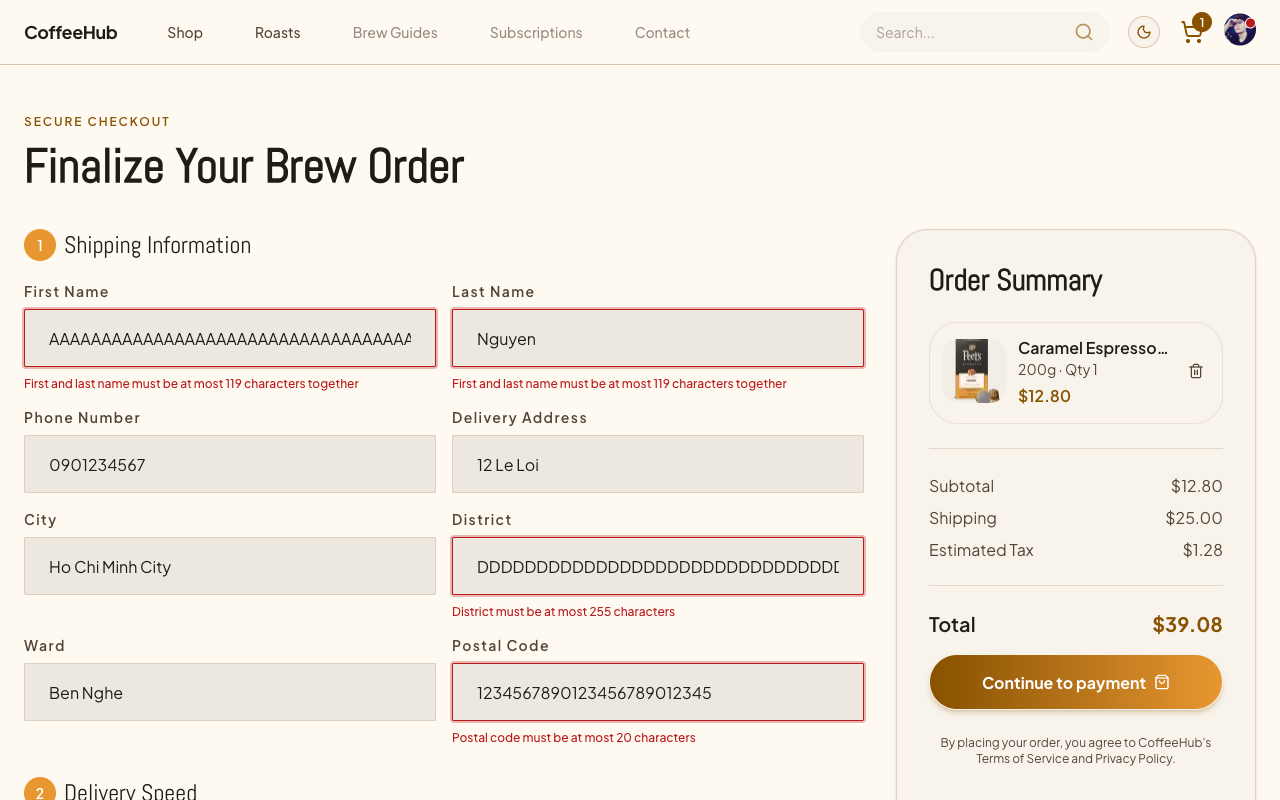 CoffeeHub
Shop
Roasts
Brew Guides
Subscriptions
Contact
Search...
1
SECURE CHECKOUT
Finalize Your Brew Order
1 Shipping Information
First Name
Last Name
AAAAAAAAAAAAAAAAAAAAAAAAAAAAAAAAAAA
Nguyen
First and last name must be at most 119 characters together
First and last name must be at most 119 characters together
Phone Number
Delivery Address
0901234567
12 Le Loi
City
District
Ho Chi Minh City
DDDDDDDDDDDDDDDDDDDDDDDDDDDDDDD
District must be at most 255 characters
Ward
Postal Code
Ben Nghe
1234567890123456789012345
Postal code must be at most 20 characters
2 Delivery Speed
Order Summary
Peet's
Caramel Espresso...
200g · Qty 1
$12.80
Subtotal
$12.80
Shipping
$25.00
Estimated Tax
$1.28
Total
$39.08
Continue to payment
By placing your order, you agree to CoffeeHub's
Terms of Service and Privacy Policy.